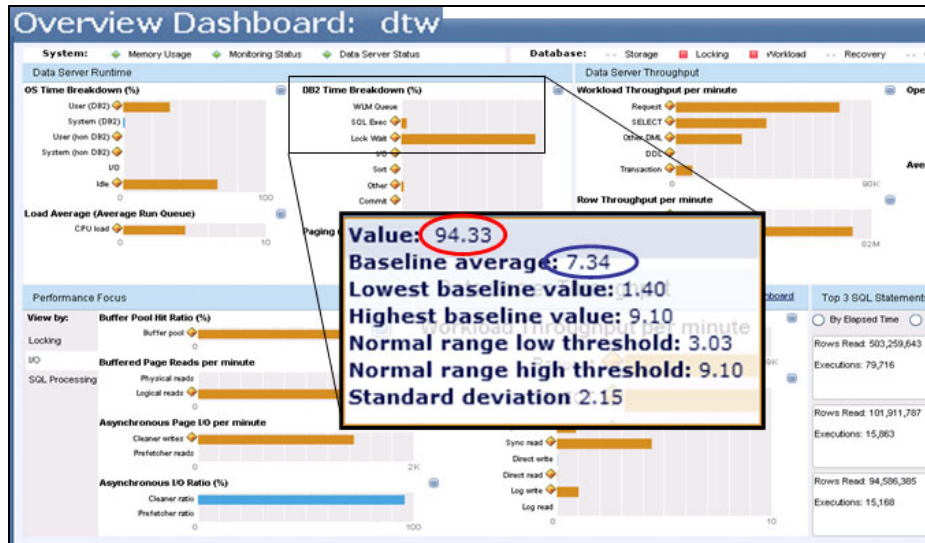 Overview Dashboard: dtw
System: Memory Usage Monitoring Status Data Server Status Database: Storage Locking Workload Recovery
Data Server Runtime
Data Server Throughput
OS Time Breakdown (%)
User (DB2)
System (DB2)
User (non DB2)
System (non DB2)
I/O
Idle
0 100
Load Average (Average Run Queue)
CPU load
0 10
DB2 Time Breakdown (%)
WLM Queue
SQL Exec
Lock Wait
I/O
Sort
Other
Commit
Paging
Workload Throughput per minute
Request
SELECT
Other DML
DDL
Transaction
0 90K
Row Throughput per minute
82M
Ope
Ave
Value: 94.33
Baseline average: 7.34
Lowest baseline value: 1.40
Highest baseline value: 9.10
Normal range low threshold: 3.03
Normal range high threshold: 9.10
Standard deviation 2.15
Workload Throughput per minute
Performance Focus
View by:
Locking
I/O
SQL Processing
Buffer Pool Hit Ratio (%)
Buffer pool
0
Buffered Page Reads per minute
Physical reads
Logical reads
0
Asynchronous Page I/O per minute
Cleaner writes
Prefetcher reads
0 2K
Asynchronous I/O Ratio (%)
Cleaner ratio
Prefetcher ratio
0 100
Sync read
Direct write
Direct read
Log write
Log read
0 10
Top 3 SQL Statements
By Elapsed Time
Rows Read: 503,259,643
Executions: 79,716
Rows Read: 101,911,787
Executions: 15,863
Rows Read: 94,586,385
Executions: 15,168